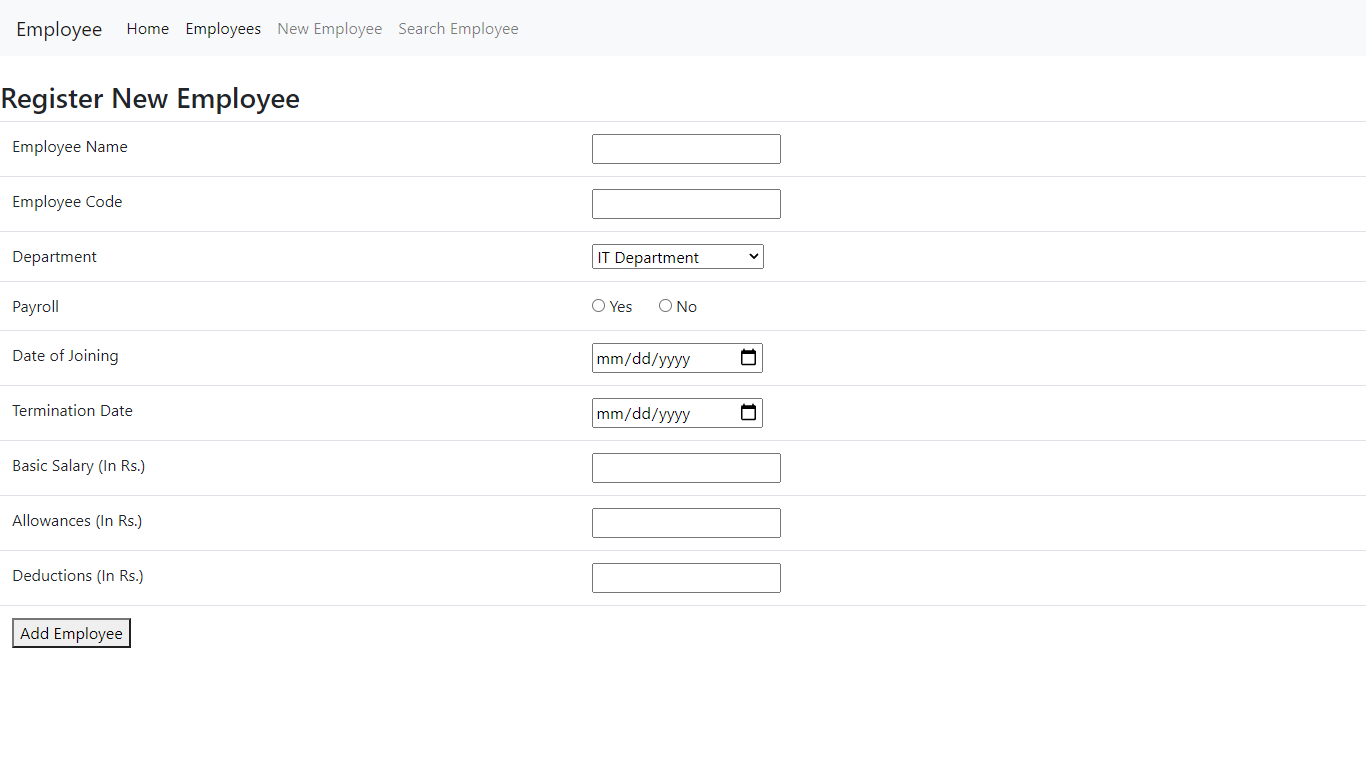 Employee Home Employees New Employee Search Employee
Register New Employee
Employee Name
Employee Code
Department IT Department
Payroll Yes No
Date of Joining mm/dd/yyyy
Termination Date mm/dd/yyyy
Basic Salary (In Rs.)
Allowances (In Rs.)
Deductions (In Rs.)
Add Employee